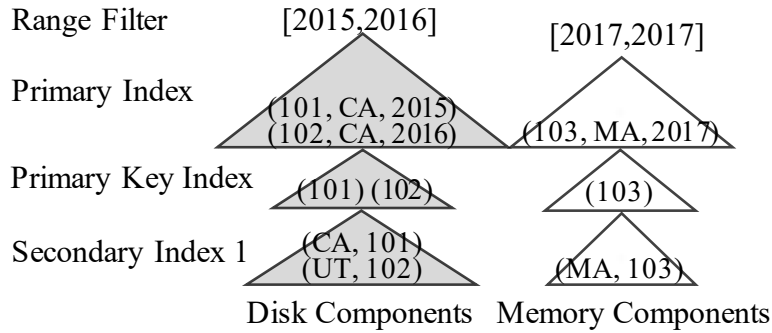 Range Filter [2015,2016] [2017,2017]
Primary Index
(101, CA, 2015)
(102, CA, 2016) (103, MA, 2017)
Primary Key Index (101) (102) (103)
Secondary Index 1 (CA, 101)
(UT, 102) (MA, 103)
Disk Components Memory Components